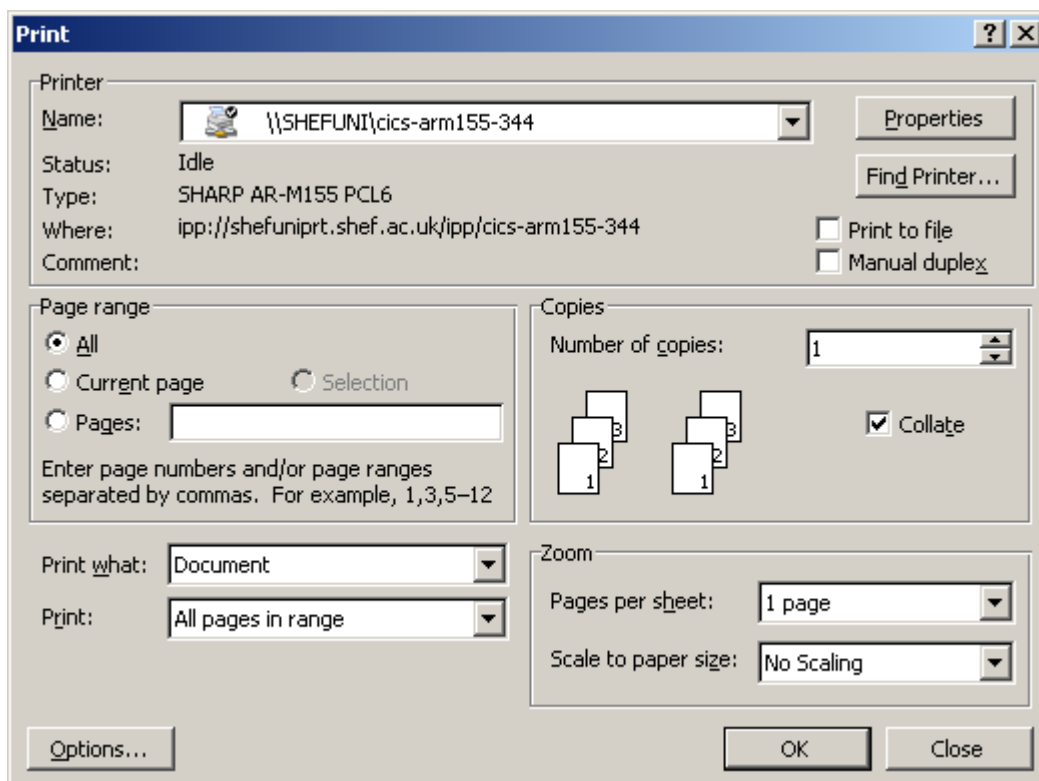 Print
Printer
Name: \\SHEFUNI\cics-arm155-344 Properties
Status: Idle
Find Printer...
Type: SHARP AR-M155 PCL6
Where: ipp://shefuniprt.shef.ac.uk/ipp/cics-arm155-344 Print to file
Comment: Manual duplex
Page range
All
Current page Selection
Pages:
Enter page numbers and/or page ranges
separated by commas. For example, 1,3,5–12
Copies
Number of copies: 1
3 3
2 2
1 1
Collate
Print what: Document
Print: All pages in range
Zoom
Pages per sheet: 1 page
Scale to paper size: No Scaling
Options... OK Close